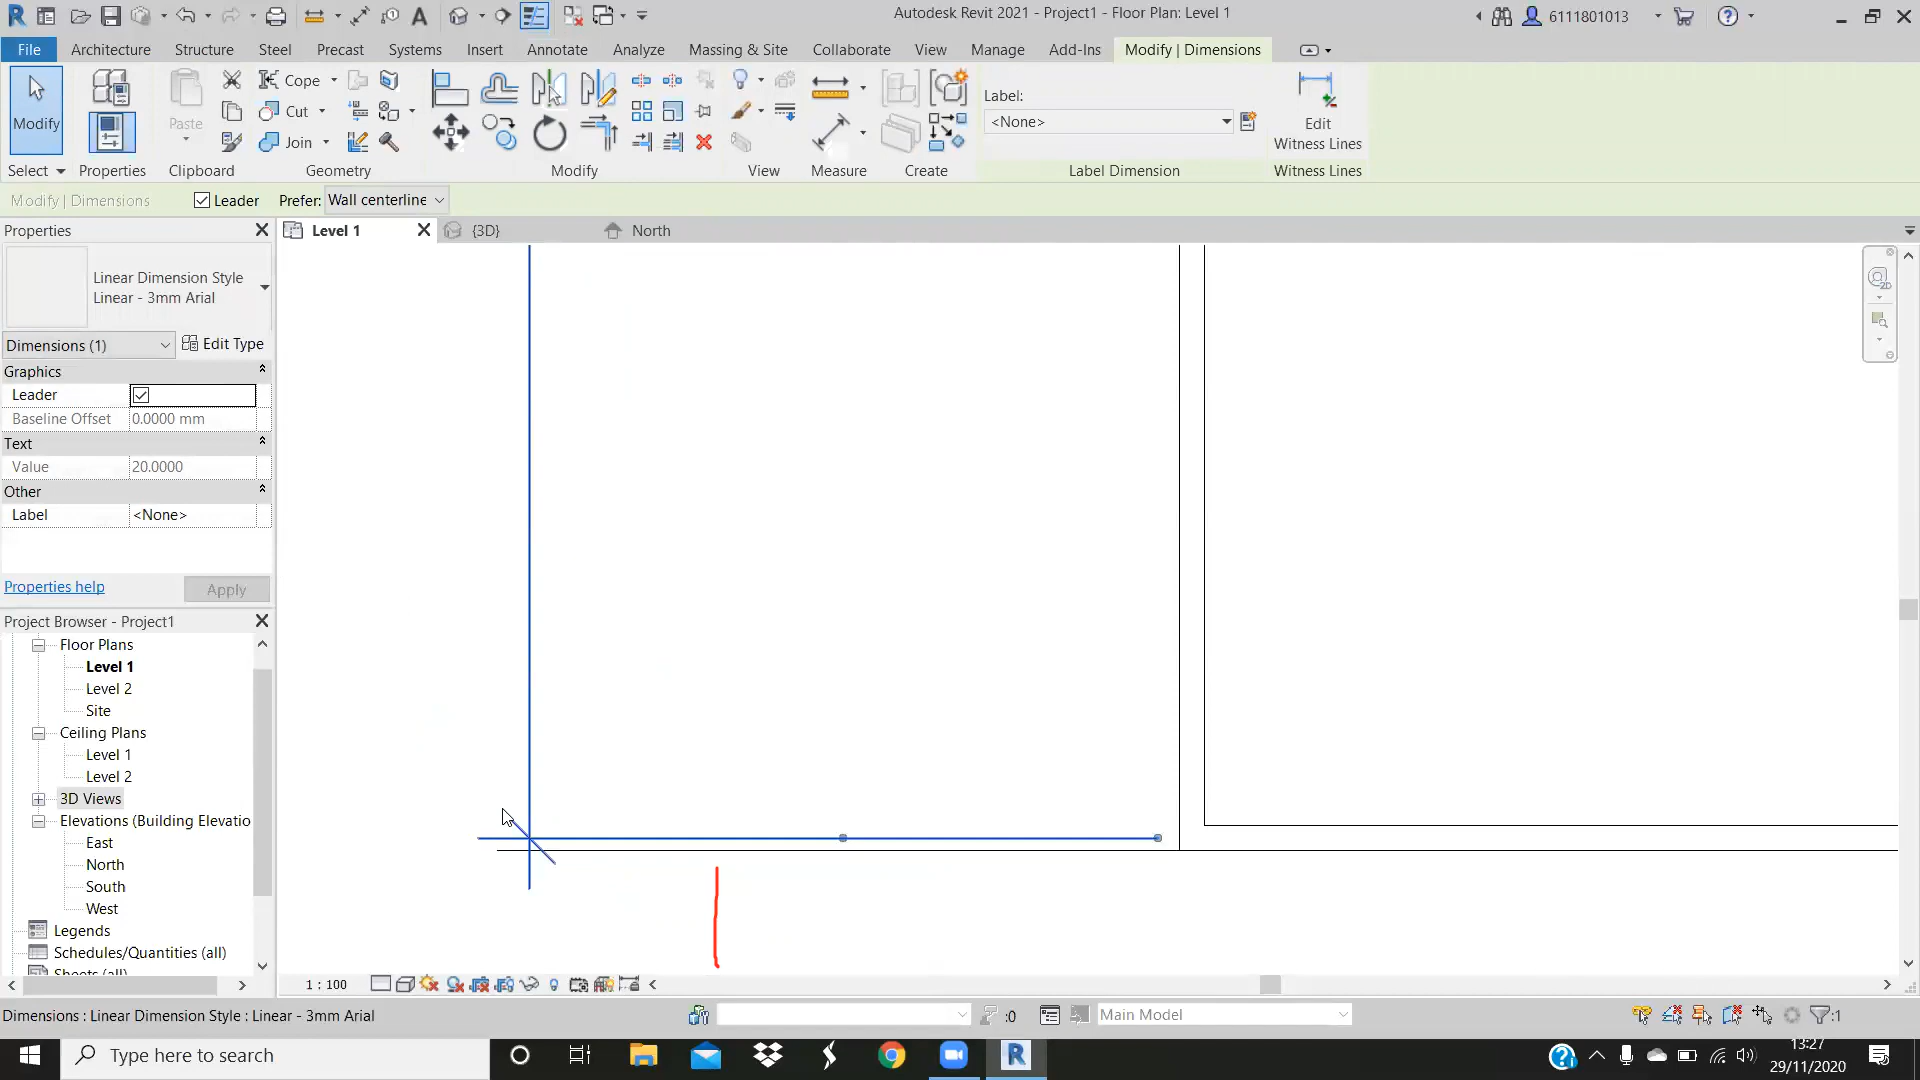 Autodesk Revit 2021 - Project1 - Floor Plan: Level 1
6111801013
File Architecture Structure Steel Precast Systems Insert Annotate Analyze Massing & Site Collaborate View Manage Add-Ins Modify | Dimensions
Modify
Paste
Cope
Cut
Join
Label:
<None>
Edit
Witness Lines
Select Properties Clipboard Geometry Modify View Measure Create Label Dimension Witness Lines
Modify | Dimensions Leader Prefer: Wall centerline
Properties
Level 1 {3D} North
Linear Dimension Style
Linear - 3mm Arial
Dimensions (1) Edit Type
Graphics
Leader
Baseline Offset 0.0000 mm
Text
Value 20.0000
Other
Label <None>
Properties help Apply
Project Browser - Project1
Floor Plans
Level 1
Level 2
Site
Ceiling Plans
Level 1
Level 2
3D Views
Elevations (Building Elevatio
East
North
South
West
Legends
Schedules/Quantities (all)
Sheets (all)
1 : 100
Dimensions : Linear Dimension Style : Linear - 3mm Arial
:0
Main Model
:1
Type here to search
13:27
29/11/2020